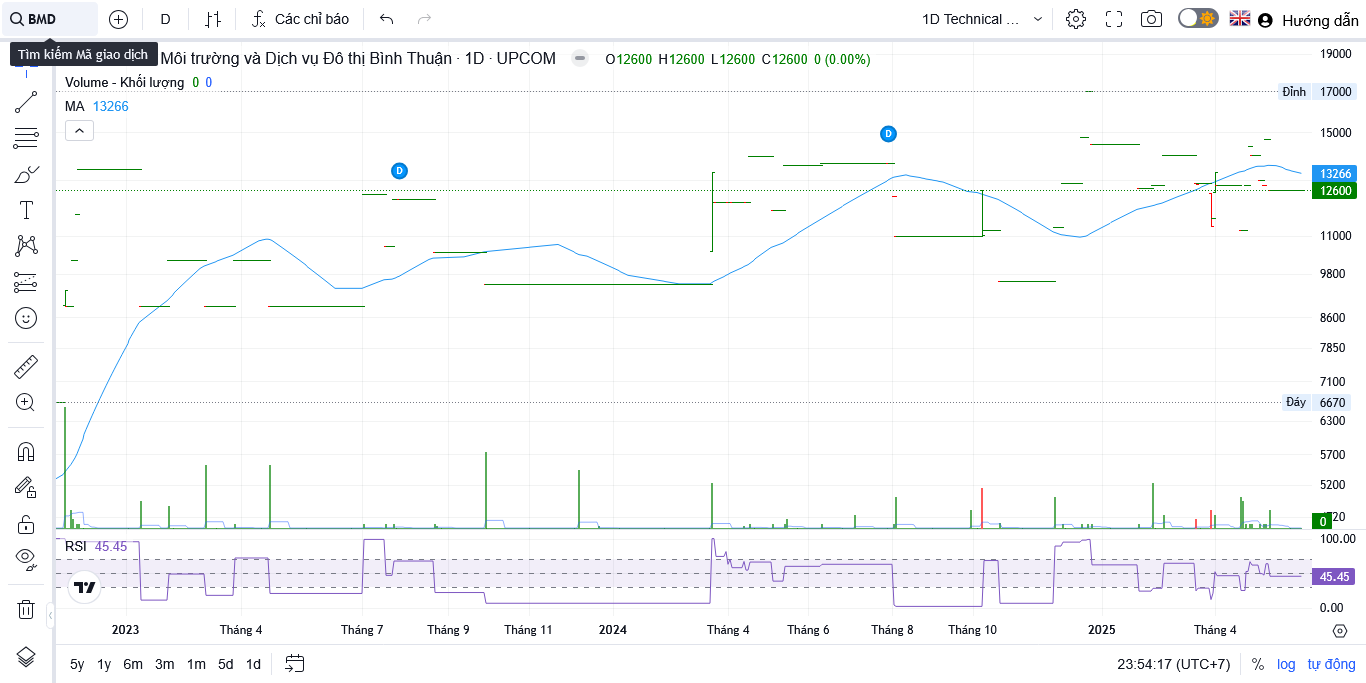 BMD D Các chỉ báo 1D Technical ... Hướng dẫn
Tìm kiếm Mã giao dịch
Môi trường và Dịch vụ Đô thị Bình Thuận · 1D · UPCOM O12600 H12600 L12600 C12600 0 (0.00%)
Volume - Khối lượng 0 0
MA 13266
D
D
19000
Đỉnh 17000
15000
13266
12600
11000
9800
8600
7850
7100
Đáy 6670
6300
5700
5200
0
RSI 45.45
100.00
45.45
0.00
2023 Tháng 4 Tháng 7 Tháng 9 Tháng 11 2024 Tháng 4 Tháng 6 Tháng 8 Tháng 10 2025 Tháng 4
5y 1y 6m 3m 1m 5d 1d 23:54:17 (UTC+7) % log tự động